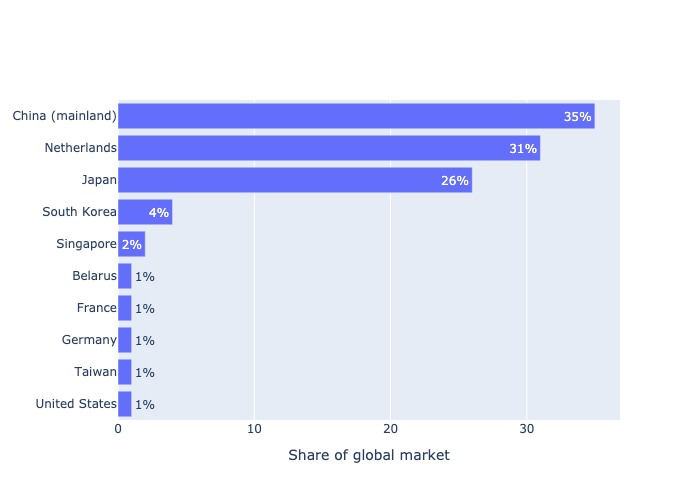 China (mainland) 35%
Netherlands 31%
Japan 26%
South Korea 4%
Singapore 2%
Belarus 1%
France 1%
Germany 1%
Taiwan 1%
United States 1%
0 10 20 30
Share of global market